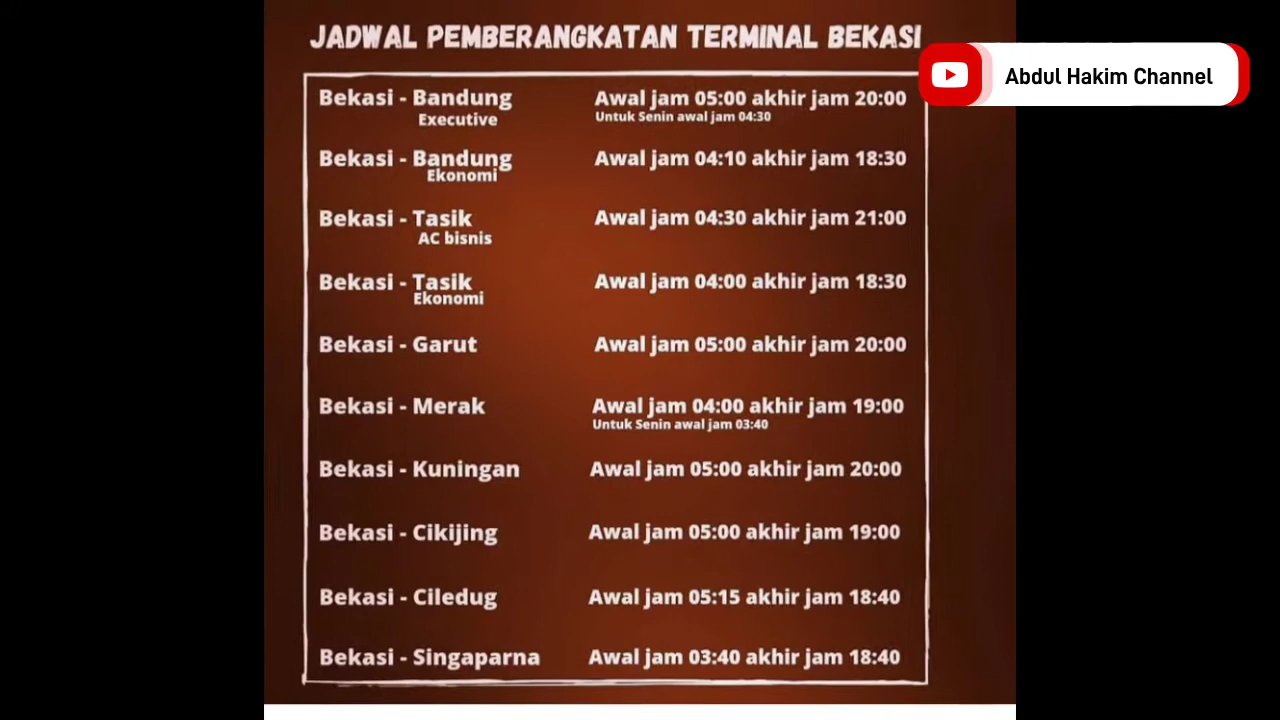 JADWAL PEMBERANGKATAN TERMINAL BEKASI
Abdul Hakim Channel
Bekasi - Bandung Awal jam 05:00 akhir jam 20:00
Executive Untuk Senin awal jam 04:30
Bekasi - Bandung Awal jam 04:10 akhir jam 18:30
Ekonomi
Bekasi - Tasik Awal jam 04:30 akhir jam 21:00
AC bisnis
Bekasi - Tasik Awal jam 04:00 akhir jam 18:30
Ekonomi
Bekasi - Garut Awal jam 05:00 akhir jam 20:00
Bekasi - Merak Awal jam 04:00 akhir jam 19:00
Untuk Senin awal jam 03:40
Bekasi - Kuningan Awal jam 05:00 akhir jam 20:00
Bekasi - Cikijing Awal jam 05:00 akhir jam 19:00
Bekasi - Ciledug Awal jam 05:15 akhir jam 18:40
Bekasi - Singaparna Awal jam 03:40 akhir jam 18:40